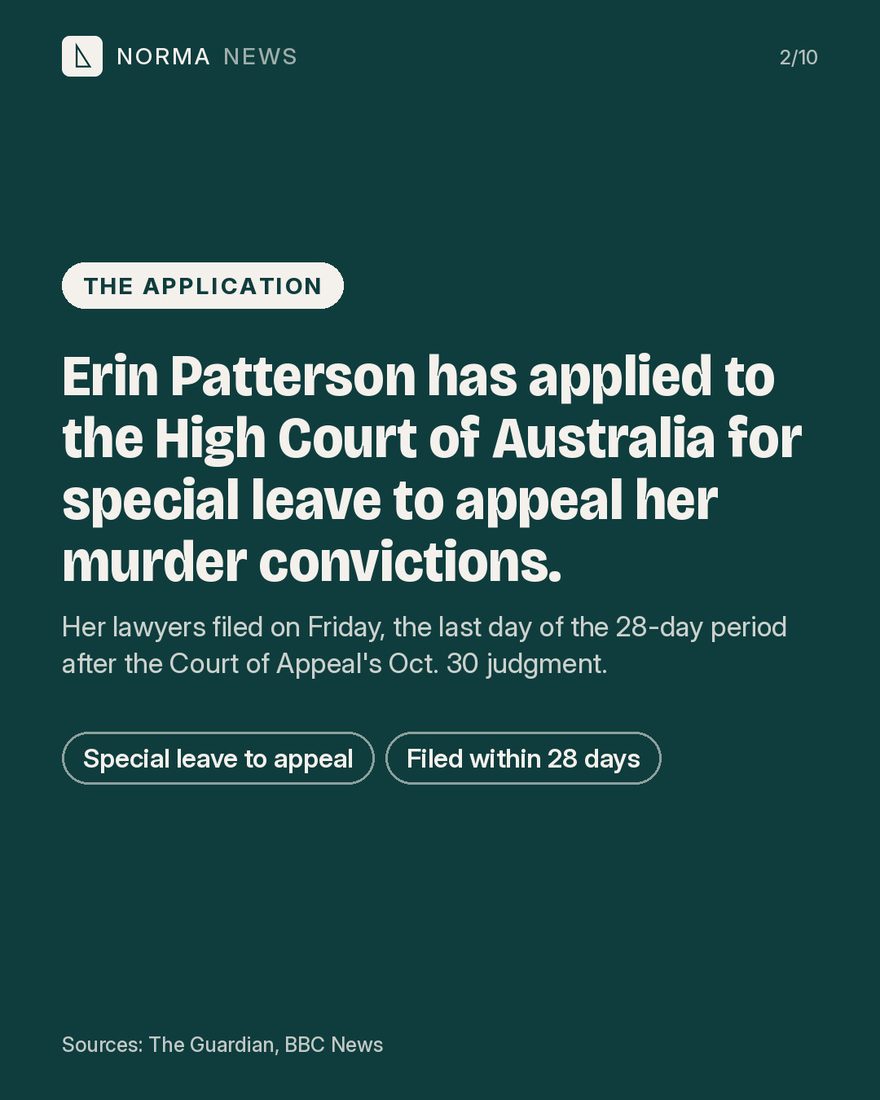 NORMA NEWS
2/10
THE APPLICATION
Erin Patterson has applied to
the High Court of Australia for
special leave to appeal her
murder convictions.
Her lawyers filed on Friday, the last day of the 28-day period
after the Court of Appeal's Oct. 30 judgment.
Special leave to appeal
Filed within 28 days
Sources: The Guardian, BBC News